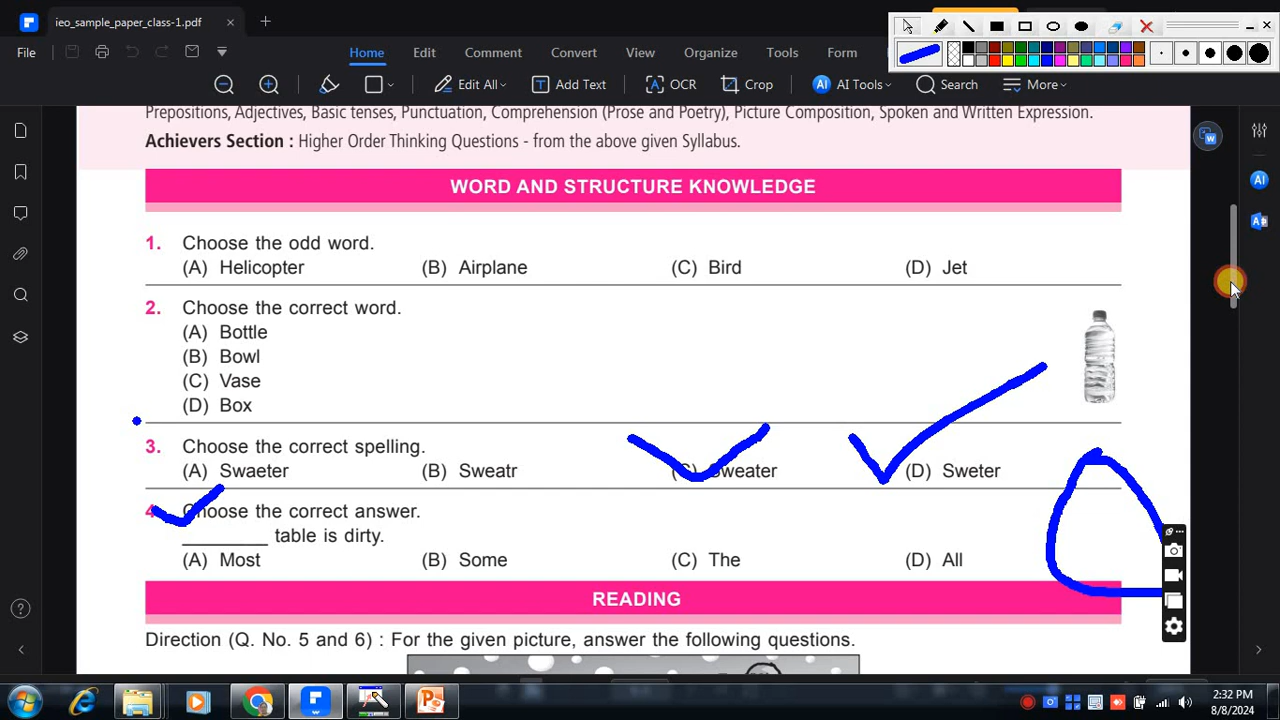 ieo_sample_paper_class-1.pdf
File Home Edit Comment Convert View Organize Tools Form
Edit All Add Text OCR Crop AI Tools Search More
Prepositions, Adjectives, Basic tenses, Punctuation, Comprehension (Prose and Poetry), Picture Composition, Spoken and Written Expression.
Achievers Section : Higher Order Thinking Questions - from the above given Syllabus.
WORD AND STRUCTURE KNOWLEDGE
1. Choose the odd word.
(A) Helicopter (B) Airplane (C) Bird (D) Jet
2. Choose the correct word.
(A) Bottle
(B) Bowl
(C) Vase
(D) Box
3. Choose the correct spelling.
(A) Swaeter (B) Sweatr (C) Sweater (D) Sweter
4. Choose the correct answer.
________ table is dirty.
(A) Most (B) Some (C) The (D) All
READING
Direction (Q. No. 5 and 6) : For the given picture, answer the following questions.
2:32 PM
8/8/2024